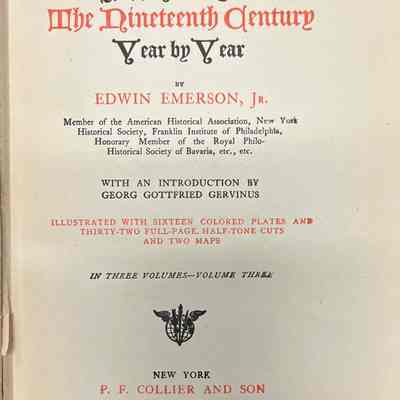 The Nineteenth Century
Year by Year
BY
EDWIN EMERSON, JR.
Member of the American Historical Association, New York
Historical Society, Franklin Institute of Philadelphia,
Honorary Member of the Royal Philo-
Historical Society of Bavaria, etc., etc.
WITH AN INTRODUCTION BY
GEORG GOTTFRIED GERVINUS
ILLUSTRATED WITH SIXTEEN COLORED PLATES AND
THIRTY-TWO FULL-PAGE, HALF-TONE CUTS
AND TWO MAPS
IN THREE VOLUMES—VOLUME THREE
NEW YORK
P. F. COLLIER AND SON